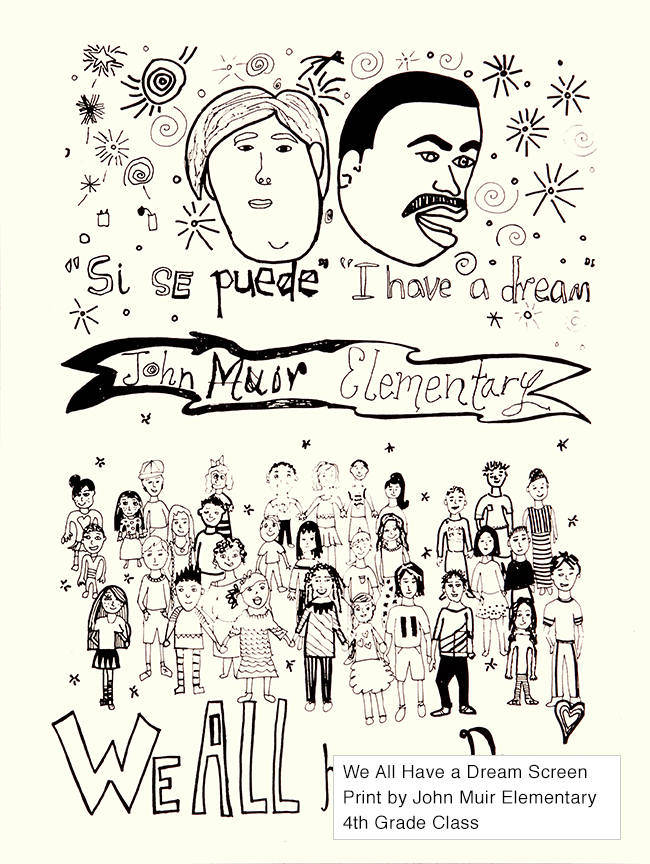 "Si SE puede" "I have a dream"
John Muir Elementary
WE ALL h
We All Have a Dream Screen
Print by John Muir Elementary
4th Grade Class